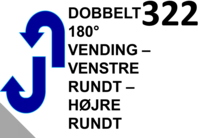 DOBBELT 322
180°
VENDING –
VENSTRE
RUNDT –
HØJRE
RUNDT